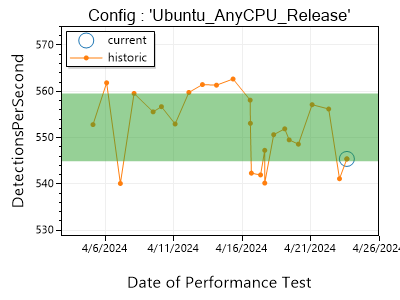 Config : 'Ubuntu_AnyCPU_Release'
current
historic
DetectionsPerSecond
570
560
550
540
530
4/6/2024
4/11/2024
4/16/2024
4/21/2024
4/26/2024
Date of Performance Test